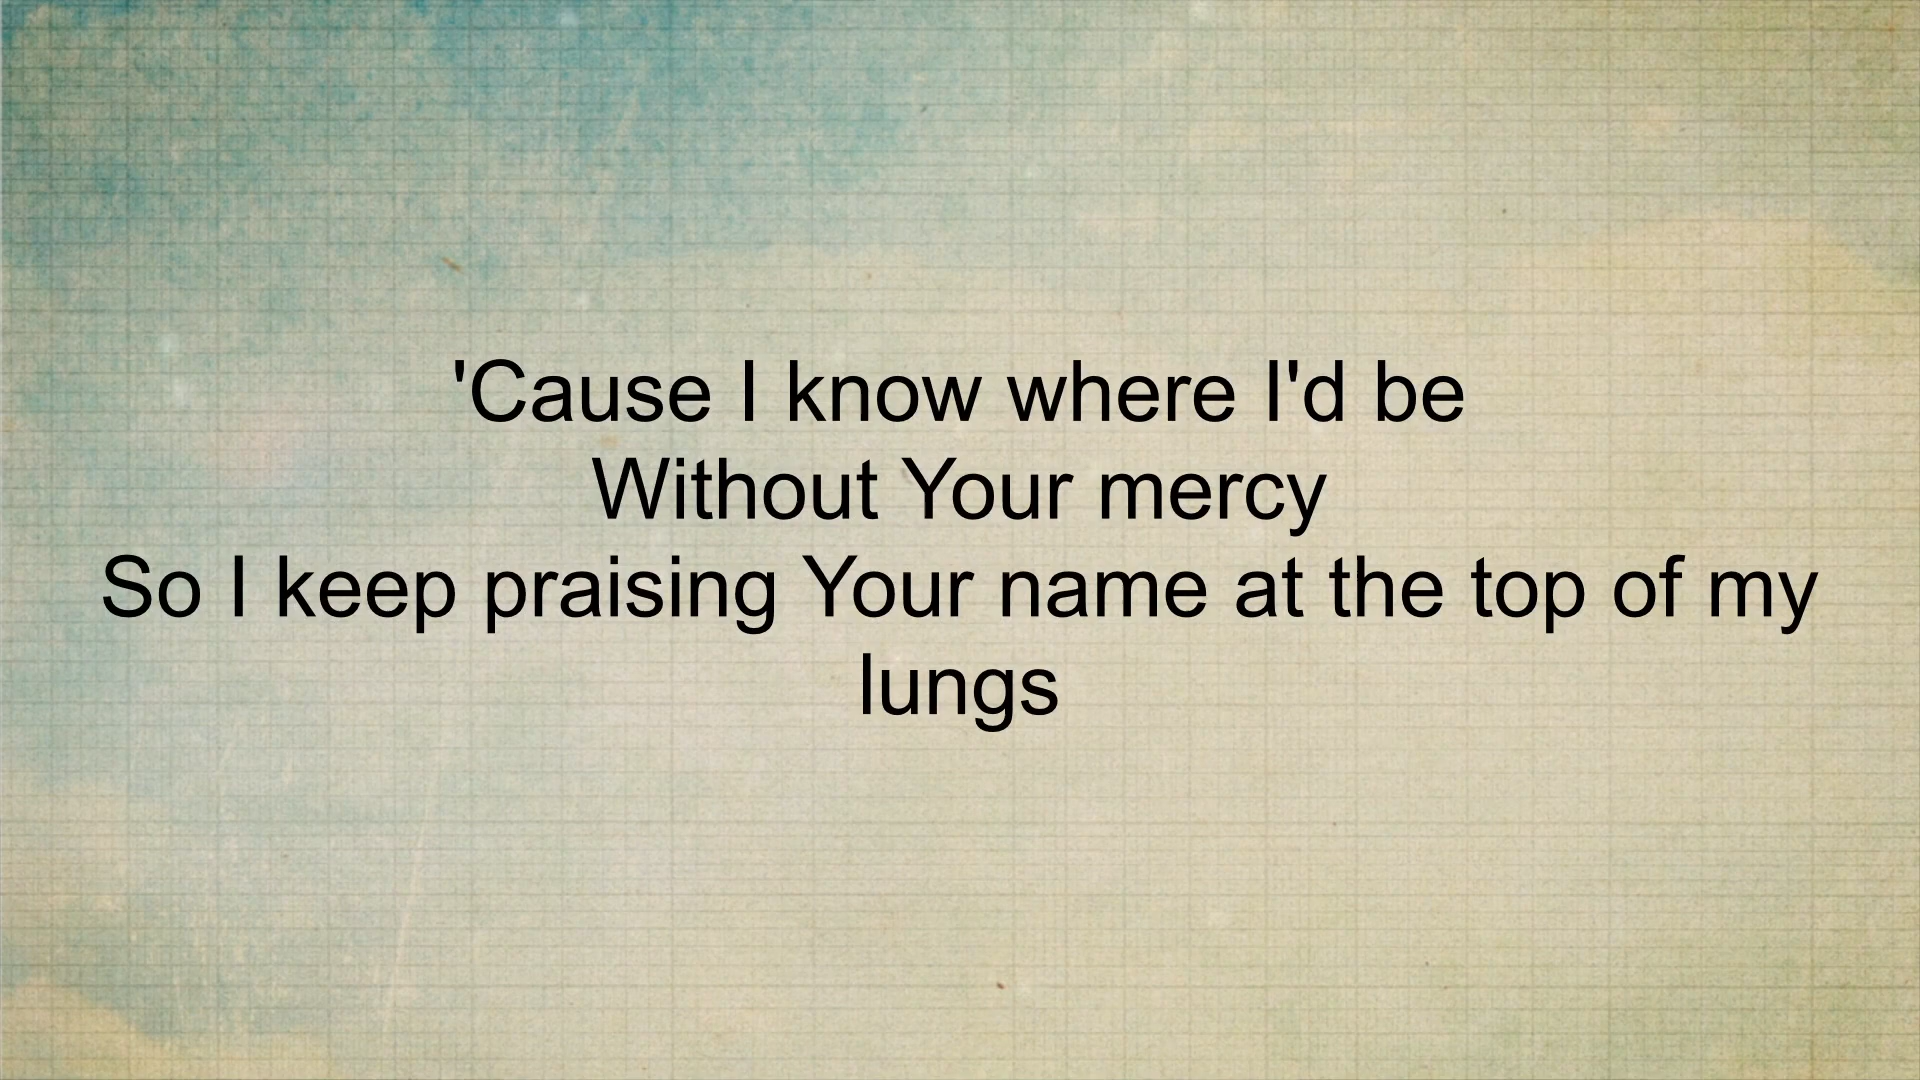 'Cause I know where I'd be
Without Your mercy
So I keep praising Your name at the top of my
lungs